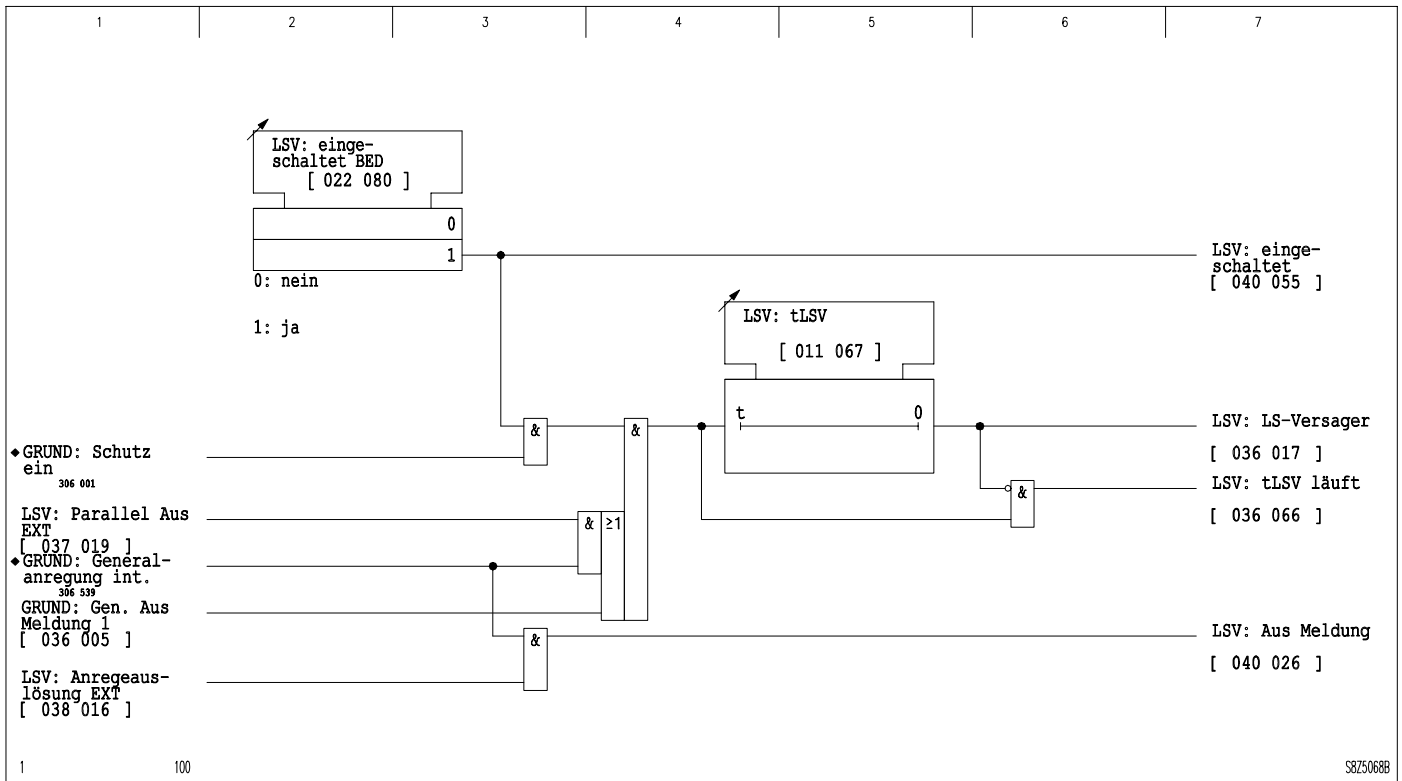 1 2 3 4 5 6 7
LSV: einge-
schaltet BED
[ 022 080 ]
0
1
0: nein
1: ja
LSV: einge-
schaltet
[ 040 055 ]
LSV: tLSV
[ 011 067 ]
t 0
& &
LSV: LS-Versager
[ 036 017 ]
◆GRUND: Schutz
ein
306 001
&
LSV: tLSV läuft
[ 036 066 ]
LSV: Parallel Aus
EXT
[ 037 019 ]
& ≥1
◆GRUND: General-
anregung int.
306 539
GRUND: Gen. Aus
Meldung 1
[ 036 005 ]
&
LSV: Aus Meldung
[ 040 026 ]
LSV: Anregeaus-
lösung EXT
[ 038 016 ]
1 100 S8Z5068B